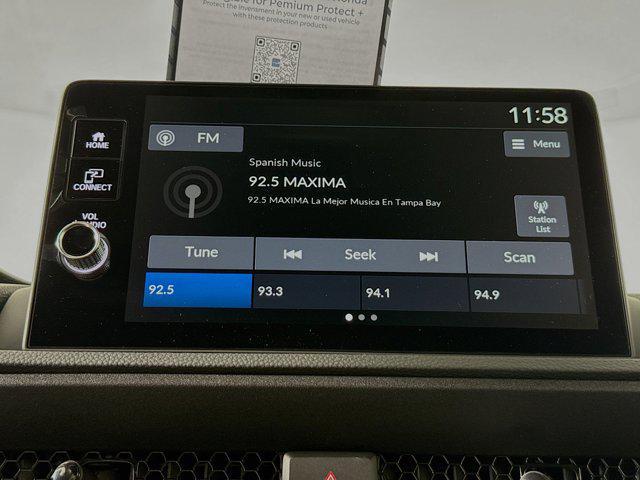 for Pemium Protect +
Protect the invensment in your new or used vehicle
with these protection products
11:58
HOME
FM
Menu
Spanish Music
92.5 MAXIMA
92.5 MAXIMA La Mejor Musica En Tampa Bay
CONNECT
Station
List
VOL
Tune
Seek
Scan
92.5
93.3
94.1
94.9